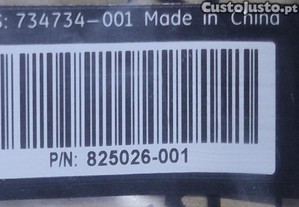 S: 734734-001 Made in China
CustoJusto.pt
P/N: 825026-001